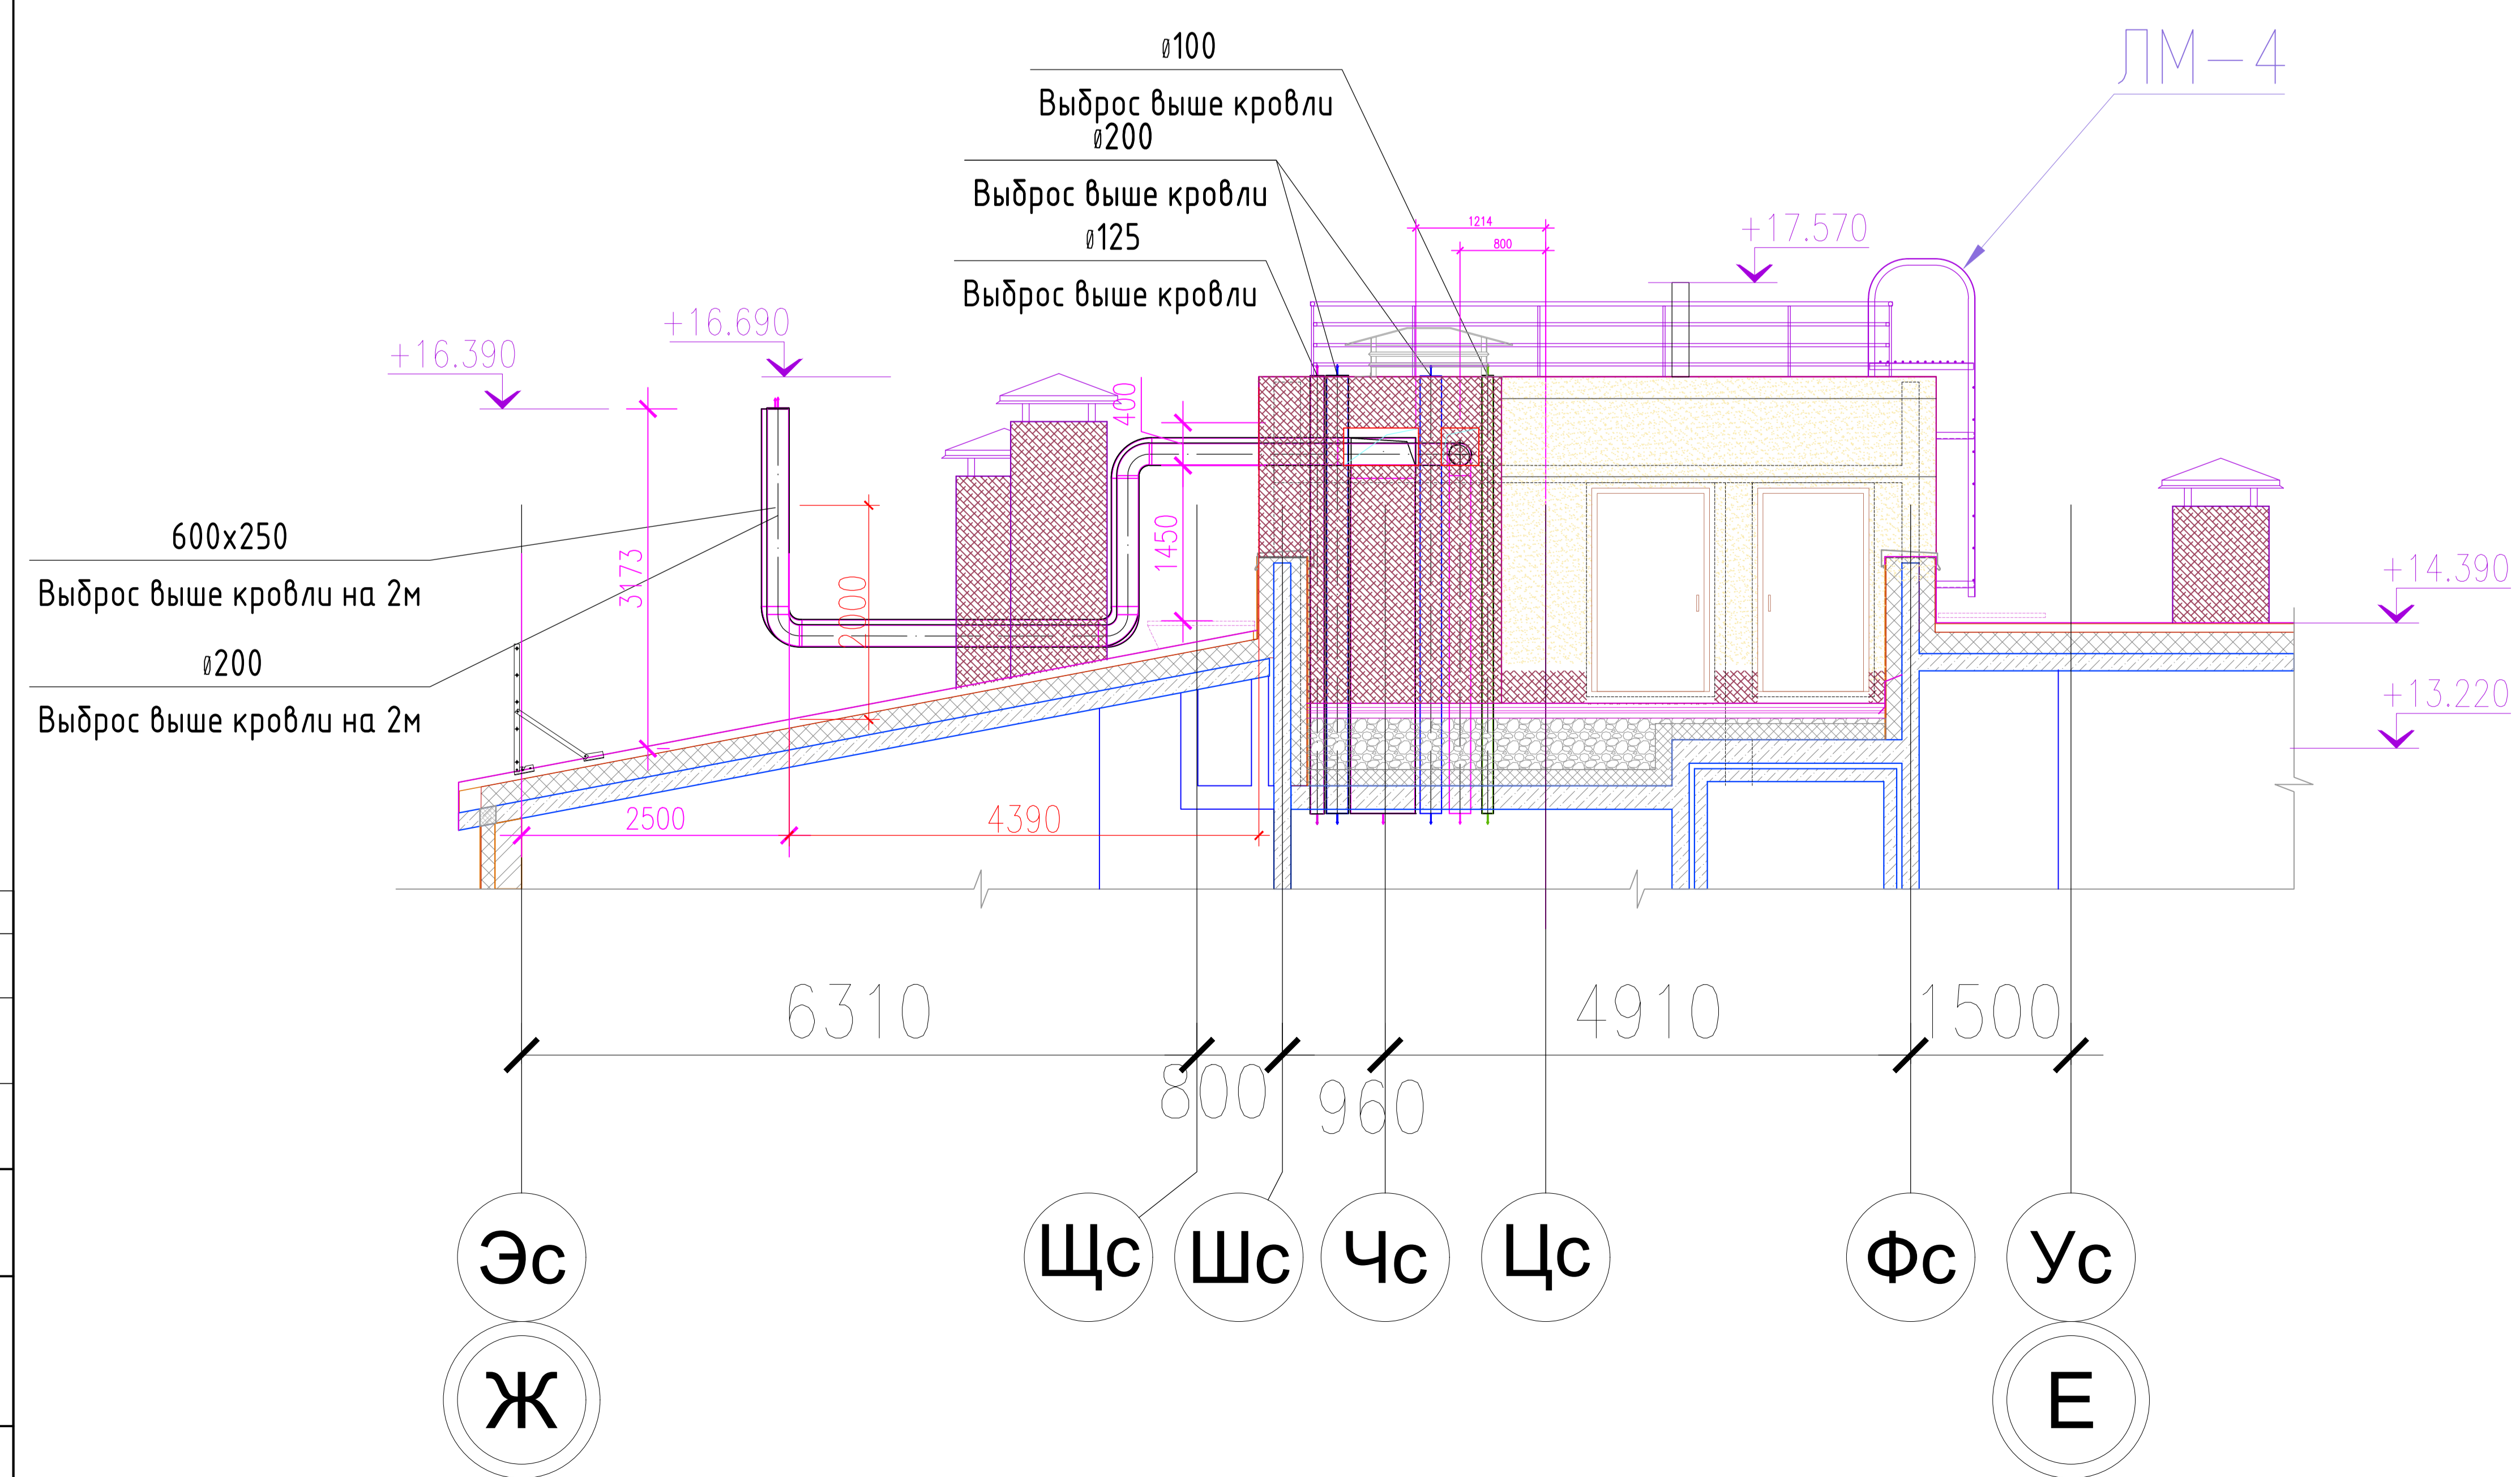 ø100
Выброс выше кровли
ø200
Выброс выше кровли
ø125
Выброс выше кровли
ЛМ-4
1214
800
+17.570
+16.690
+16.390
400
1450
3173
2000
600х250
Выброс выше кровли на 2м
ø200
Выброс выше кровли на 2м
+14.390
+13.220
2500
4390
6310
4910
1500
800
960
Эс
Щс
Шс
Чс
Цс
Фс
Ус
Ж
Е